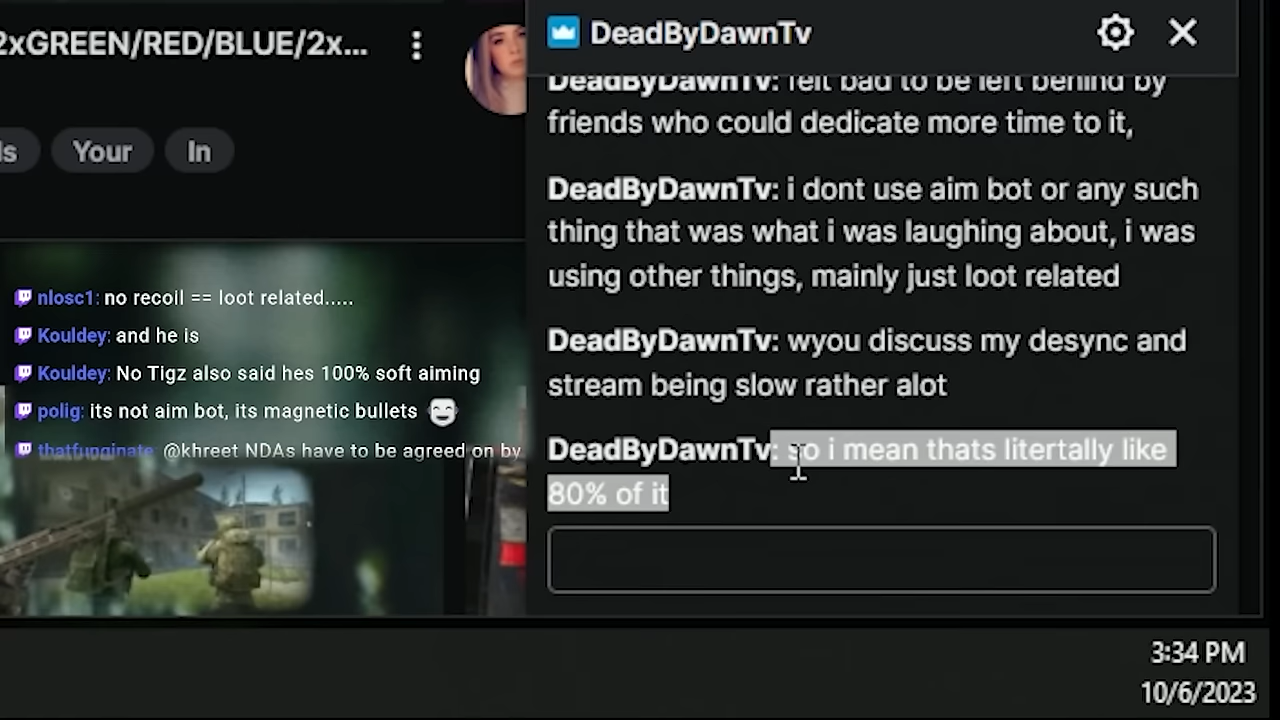 2xGREEN/RED/BLUE/2x...
ls
Your
In
nlosc1: no recoil == loot related.....
Kouldey: and he is
Kouldey: No Tigz also said hes 100% soft aiming
polig: its not aim bot, its magnetic bullets
thatfugginate: @khreet NDAs have to be agreed on by
DeadByDawnTv
DeadByDawnTv: felt bad to be left behind by
friends who could dedicate more time to it,
DeadByDawnTv: i dont use aim bot or any such
thing that was what i was laughing about, i was
using other things, mainly just loot related
DeadByDawnTv: wyou discuss my desync and
stream being slow rather alot
DeadByDawnTv: so i mean thats litertally like
80% of it
3:34 PM
10/6/2023